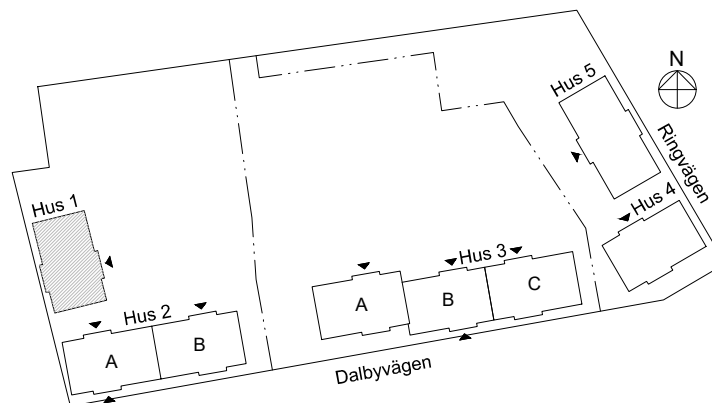 N
Hus 5
Ringvägen
Hus 4
Hus 1
Hus 3
Hus 2
A
B
C
A
B
Dalbyvägen